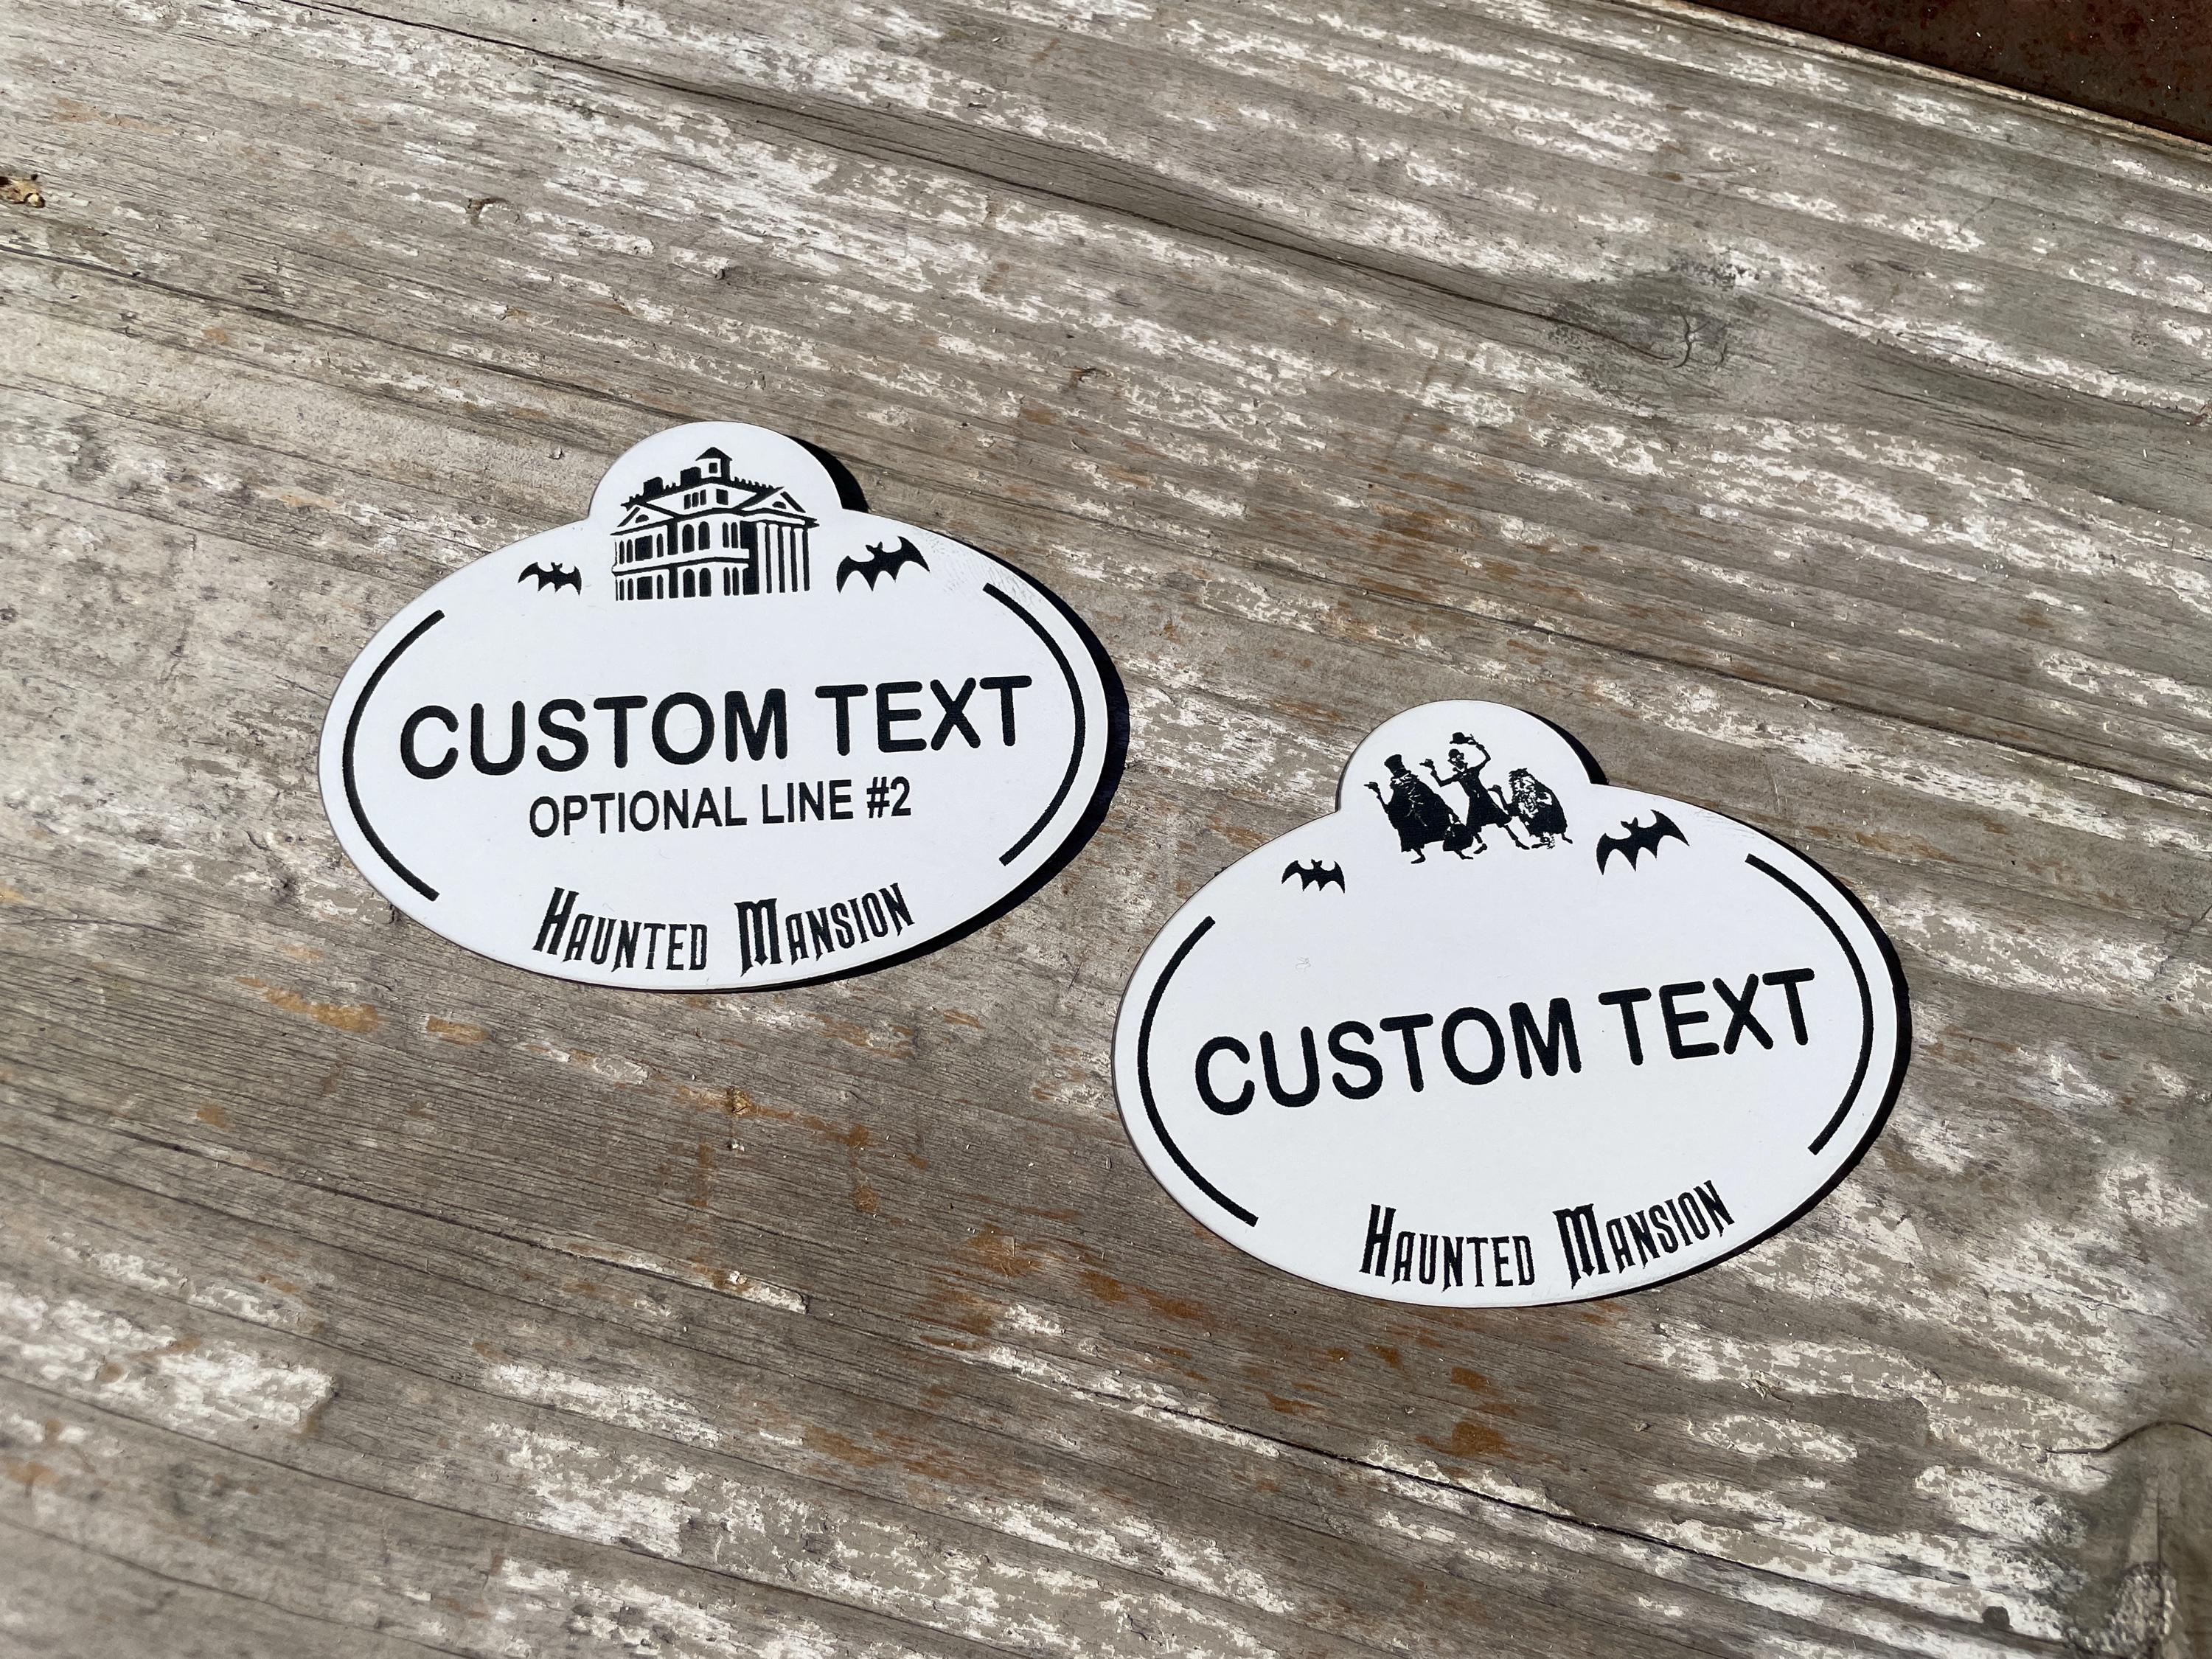 CUSTOM TEXT
OPTIONAL LINE #2
HAUNTED MANSION
CUSTOM TEXT
HAUNTED MANSION